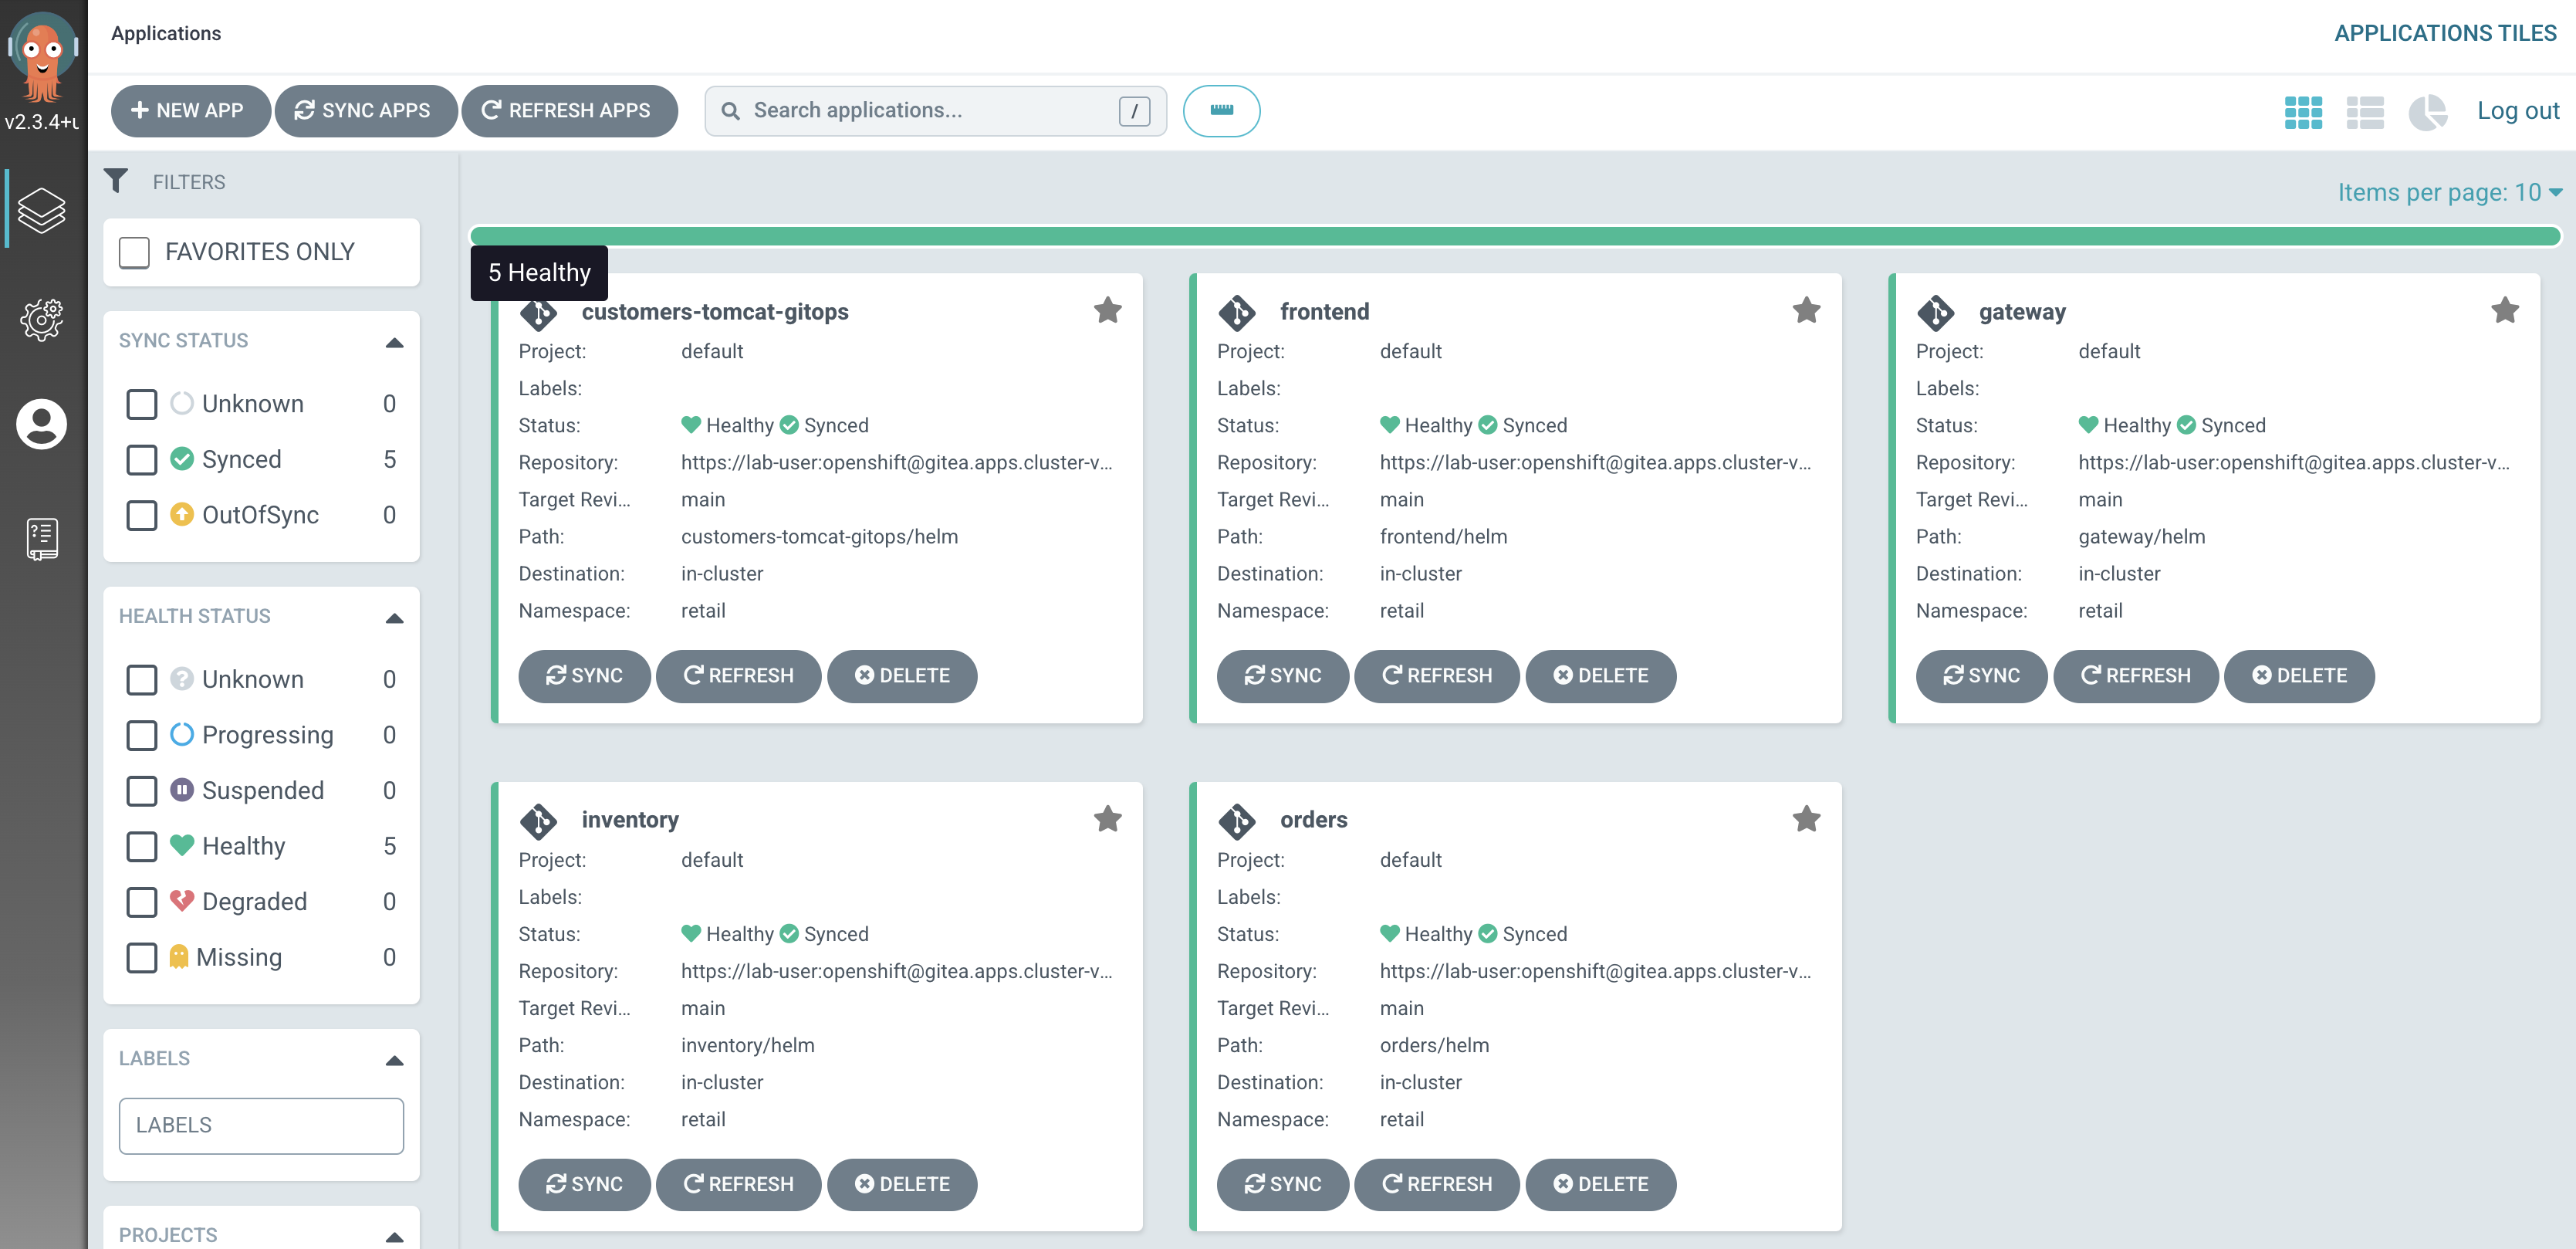 Applications
APPLICATIONS TILES
v2.3.4+
NEW APP
SYNC APPS
REFRESH APPS
Search applications...
/
Log out
FILTERS
FAVORITES ONLY
SYNC STATUS
Unknown 0
Synced 5
OutOfSync 0
HEALTH STATUS
Unknown 0
Progressing 0
Suspended 0
Healthy 5
Degraded 0
Missing 0
LABELS
LABELS
PROJECTS
Items per page: 10
5 Healthy
customers-tomcat-gitops
Project: default
Labels:
Status: Healthy Synced
Repository: https://lab-user:openshift@gitea.apps.cluster-v...
Target Revi... main
Path: customers-tomcat-gitops/helm
Destination: in-cluster
Namespace: retail
SYNC REFRESH DELETE
frontend
Project: default
Labels:
Status: Healthy Synced
Repository: https://lab-user:openshift@gitea.apps.cluster-v...
Target Revi... main
Path: frontend/helm
Destination: in-cluster
Namespace: retail
SYNC REFRESH DELETE
gateway
Project: default
Labels:
Status: Healthy Synced
Repository: https://lab-user:openshift@gitea.apps.cluster-v...
Target Revi... main
Path: gateway/helm
Destination: in-cluster
Namespace: retail
SYNC REFRESH DELETE
inventory
Project: default
Labels:
Status: Healthy Synced
Repository: https://lab-user:openshift@gitea.apps.cluster-v...
Target Revi... main
Path: inventory/helm
Destination: in-cluster
Namespace: retail
SYNC REFRESH DELETE
orders
Project: default
Labels:
Status: Healthy Synced
Repository: https://lab-user:openshift@gitea.apps.cluster-v...
Target Revi... main
Path: orders/helm
Destination: in-cluster
Namespace: retail
SYNC REFRESH DELETE